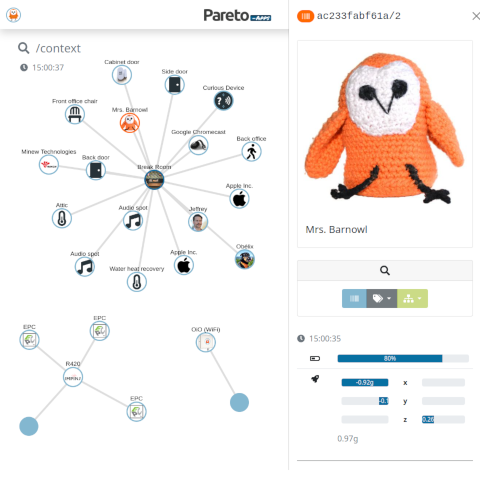 Pareto
ac233fabf61a/2
/context
15:00:37
Cabinet door
Side door
Curious Device
Front office chair
Mrs. Barnowl
Google Chromecast
Back office
Minew Technologies
Back door
Break Room
Apple Inc.
Attic
Audio spot
Jeffrey
Obélix
Audio spot
Apple Inc.
Water heat recovery
EPC
EPC
OiO (WiFi)
R420
EPC
Mrs. Barnowl
15:00:35
80%
-0.92g
x
y
z
0.26
0.97g